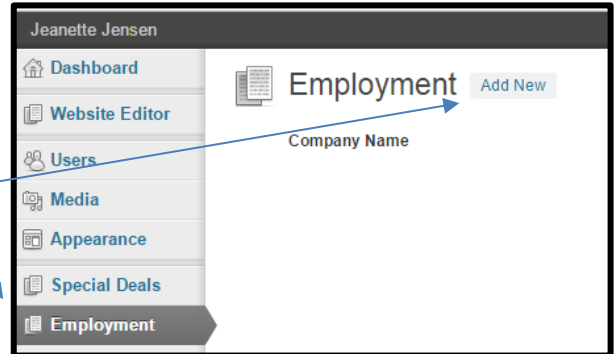 Jeanette Jensen
Dashboard
Website Editor
Users
Media
Appearance
Special Deals
Employment
Employment Add New
Company Name